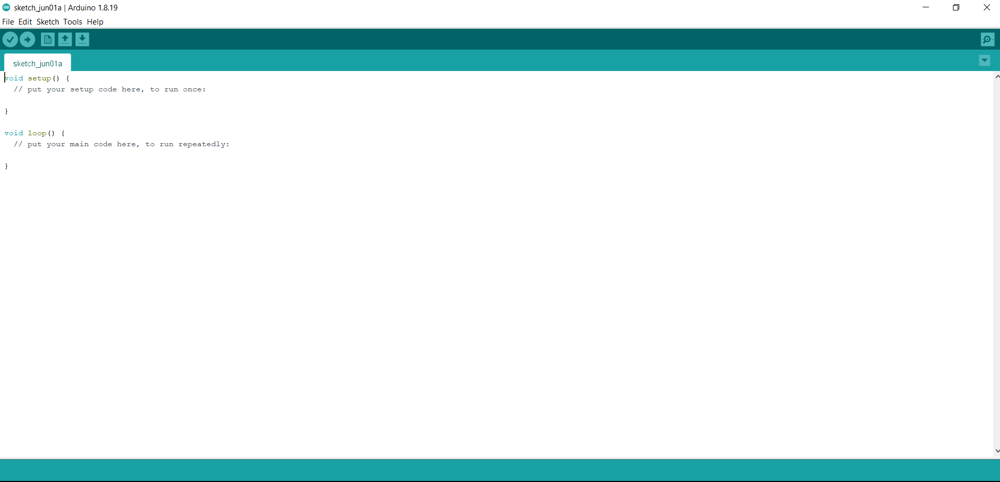 sketch_jun01a | Arduino 1.8.19
File Edit Sketch Tools Help
sketch_jun01a
void setup() {
  // put your setup code here, to run once:

}

void loop() {
  // put your main code here, to run repeatedly:

}